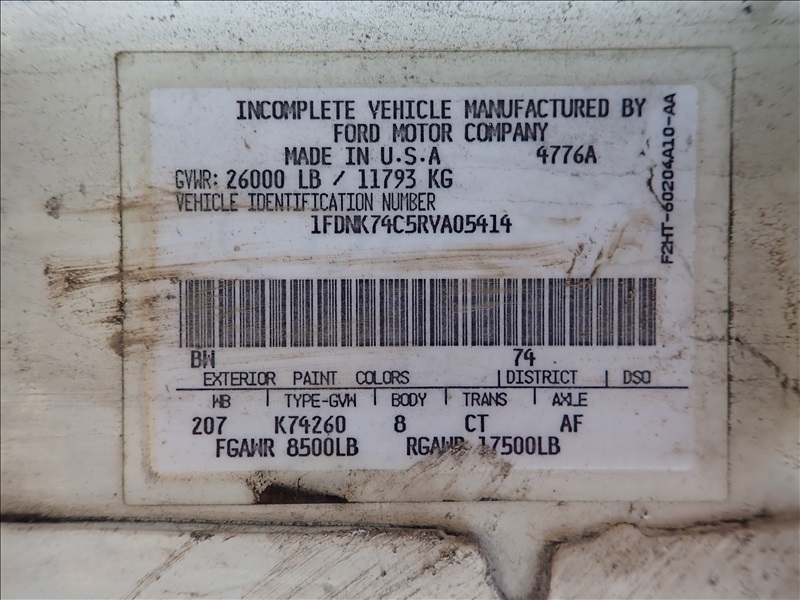 INCOMPLETE VEHICLE MANUFACTURED BY
FORD MOTOR COMPANY
MADE IN U.S.A 4776A
GVWR: 26000 LB / 11793 KG
VEHICLE IDENTIFICATION NUMBER
1FDNK74C5RVA05414
F2HT-60204A10-AA
BW 74
EXTERIOR PAINT COLORS | DISTRICT | DSO
WB | TYPE-GVW | BODY | TRANS | AXLE
207 K74260 8 CT AF
FGAWR 8500LB RGAWR 17500LB